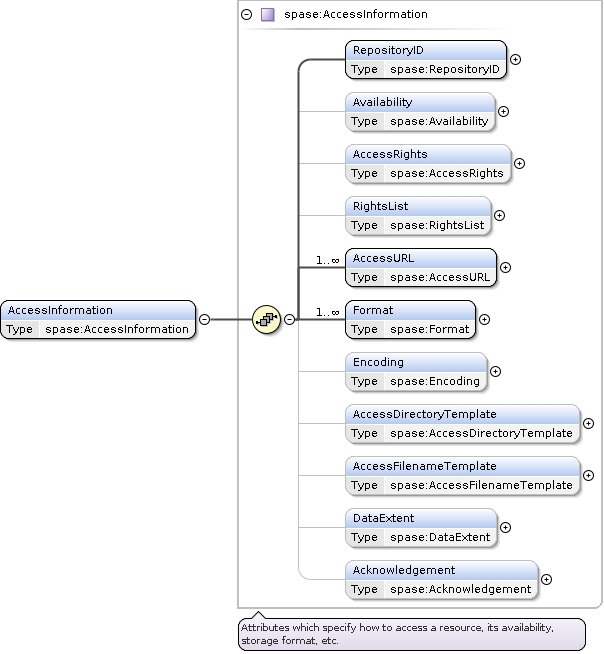 spase:AccessInformation
RepositoryID
Type spase:RepositoryID
Availability
Type spase:Availability
AccessRights
Type spase:AccessRights
RightsList
Type spase:RightsList
1..∞
AccessURL
Type spase:AccessURL
AccessInformation
Type spase:AccessInformation
1..∞
Format
Type spase:Format
Encoding
Type spase:Encoding
AccessDirectoryTemplate
Type spase:AccessDirectoryTemplate
AccessFilenameTemplate
Type spase:AccessFilenameTemplate
DataExtent
Type spase:DataExtent
Acknowledgement
Type spase:Acknowledgement
Attributes which specify how to access a resource, its availability,
storage format, etc.